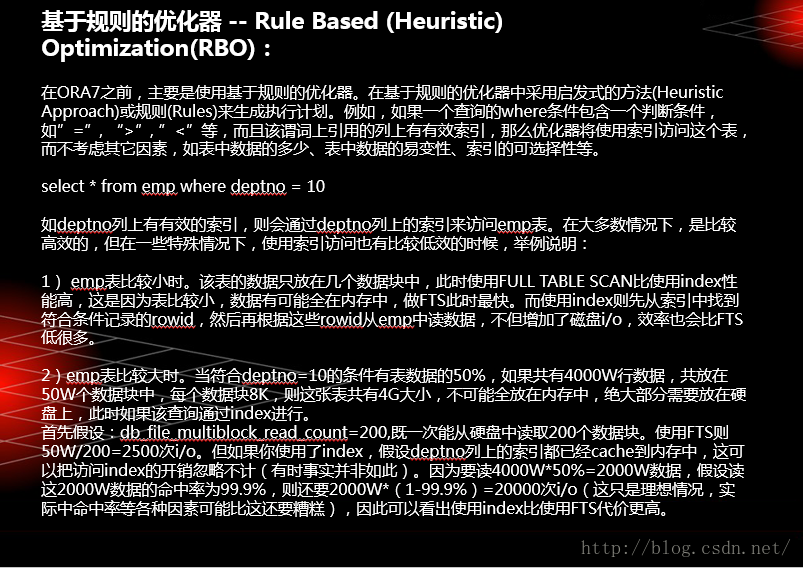 基于规则的优化器 -- Rule Based (Heuristic)
Optimization(RBO)：
在ORA7之前，主要是使用基于规则的优化器。在基于规则的优化器中采用启发式的方法(Heuristic
Approach)或规则(Rules)来生成执行计划。例如，如果一个查询的where条件包含一个判断条件，
如”=”，“>”，”<”等，而且该谓词上引用的列上有有效索引，那么优化器将使用索引访问这个表，
而不考虑其它因素，如表中数据的多少、表中数据的易变性、索引的可选择性等。
select * from emp where deptno = 10
如deptno列上有有效的索引，则会通过deptno列上的索引来访问emp表。在大多数情况下，是比较
高效的，但在一些特殊情况下，使用索引访问也有比较低效的时候，举例说明：
1） emp表比较小时。该表的数据只放在几个数据块中，此时使用FULL TABLE SCAN比使用index性
能高，这是因为表比较小，数据有可能全在内存中，做FTS此时最快。而使用index则先从索引中找到
符合条件记录的rowid，然后再根据这些rowid从emp中读数据，不但增加了磁盘i/o，效率也会比FTS
低很多。
2）emp表比较大时。当符合deptno=10的条件有表数据的50%，如果共有4000W行数据，共放在
50W个数据块中，每个数据块8K，则这张表共有4G大小，不可能全放在内存中，绝大部分需要放在硬
盘上，此时如果该查询通过index进行。
首先假设：db_file_multiblock_read_count=200,既一次能从硬盘中读取200个数据块。使用FTS则
50W/200=2500次i/o。但如果你使用了index，假设deptno列上的索引都已经cache到内存中，这可
以把访问index的开销忽略不计（有时事实并非如此）。因为要读4000W*50%=2000W数据，假设读
这2000W数据的命中率为99.9%，则还要2000W*（1-99.9%）=20000次i/o（这只是理想情况，实
际中命中率等各种因素可能比这还要糟糕），因此可以看出使用index比使用FTS代价更高。
http://blog.csdn.net/